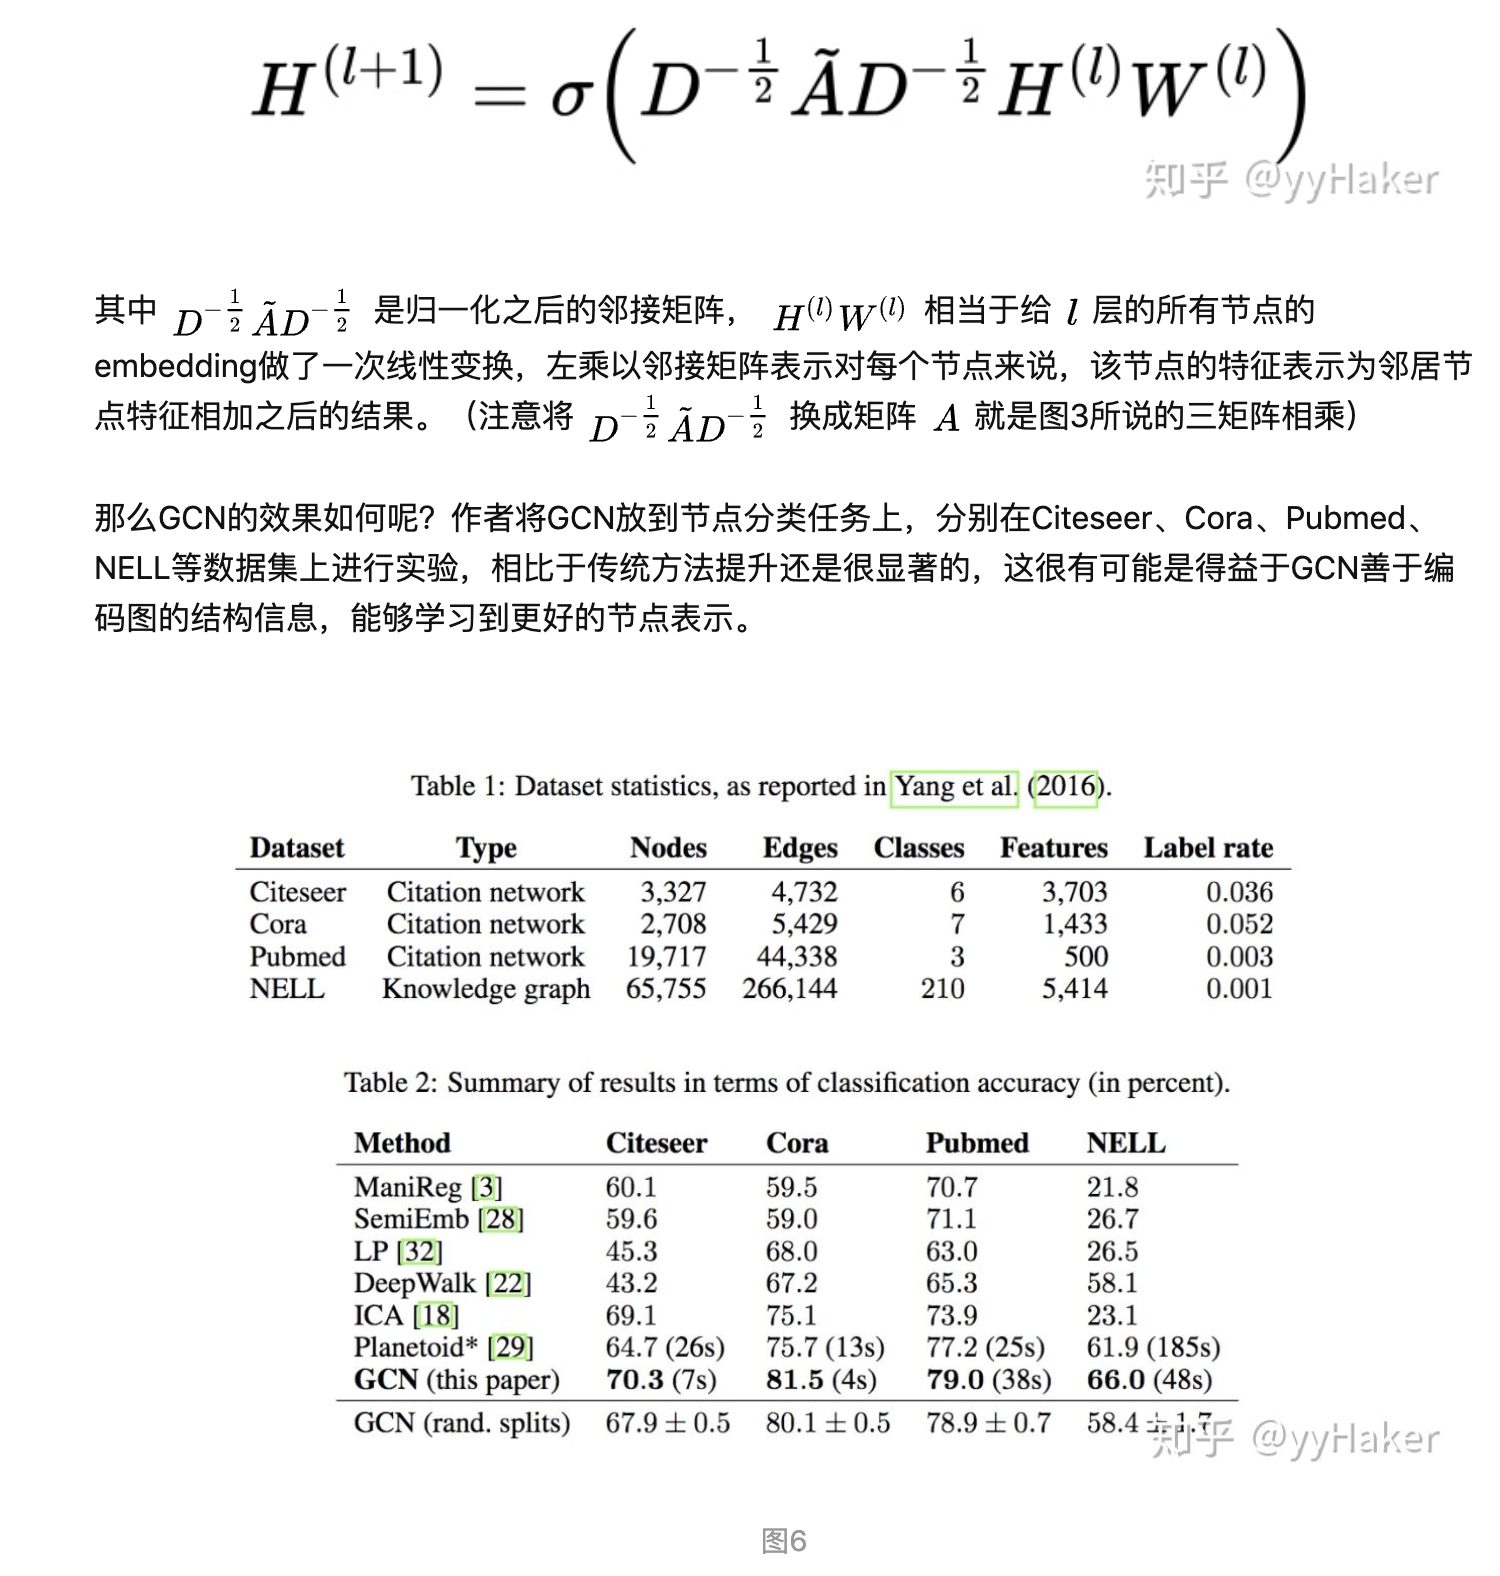 H^{(l+1)} = σ(D^{-\frac{1}{2}} Ã D^{-\frac{1}{2}} H^{(l)} W^{(l)})
知乎 @yyHaker
其中 D^{-\frac{1}{2}} Ã D^{-\frac{1}{2}} 是归一化之后的邻接矩阵， H^{(l)} W^{(l)} 相当于给 l 层的所有节点的
embedding做了一次线性变换，左乘以邻接矩阵表示对每个节点来说，该节点的特征表示为邻居节
点特征相加之后的结果。（注意将 D^{-\frac{1}{2}} Ã D^{-\frac{1}{2}} 换成矩阵 A 就是图3所说的三矩阵相乘）
那么GCN的效果如何呢？作者将GCN放到节点分类任务上，分别在Citeseer、Cora、Pubmed、
NELL等数据集上进行实验，相比于传统方法提升还是很显著的，这很有可能是得益于GCN善于编
码图的结构信息，能够学习到更好的节点表示。
Table 1: Dataset statistics, as reported in Yang et al. (2016).
Dataset Type Nodes Edges Classes Features Label rate
Citeseer Citation network 3,327 4,732 6 3,703 0.036
Cora Citation network 2,708 5,429 7 1,433 0.052
Pubmed Citation network 19,717 44,338 3 500 0.003
NELL Knowledge graph 65,755 266,144 210 5,414 0.001
Table 2: Summary of results in terms of classification accuracy (in percent).
Method Citeseer Cora Pubmed NELL
ManiReg [3] 60.1 59.5 70.7 21.8
SemiEmb [28] 59.6 59.0 71.1 26.7
LP [32] 45.3 68.0 63.0 26.5
DeepWalk [22] 43.2 67.2 65.3 58.1
ICA [18] 69.1 75.1 73.9 23.1
Planetoid* [29] 64.7 (26s) 75.7 (13s) 77.2 (25s) 61.9 (185s)
GCN (this paper) 70.3 (7s) 81.5 (4s) 79.0 (38s) 66.0 (48s)
GCN (rand. splits) 67.9 ± 0.5 80.1 ± 0.5 78.9 ± 0.7 58.4 ± 1.7
知乎 @yyHaker
图6